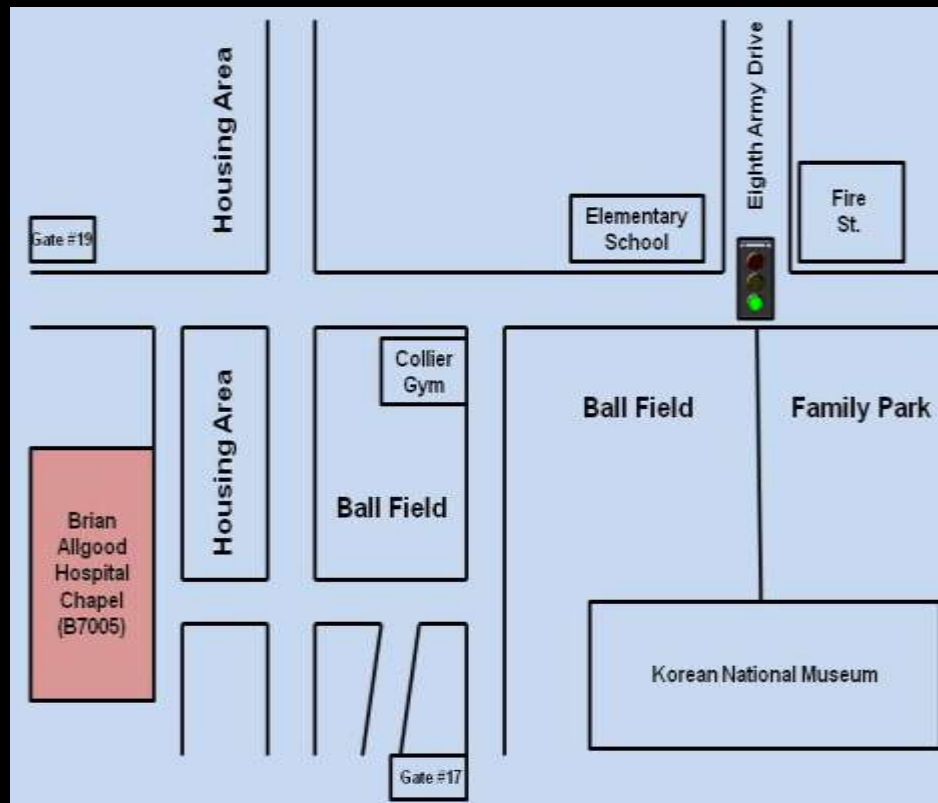 Housing Area
Eighth Army Drive
Gate #19
Elementary
School
Fire
St.
Housing Area
Collier
Gym
Ball Field
Ball Field
Family Park
Brian
Allgood
Hospital
Chapel
(B7005)
Korean National Museum
Gate #17